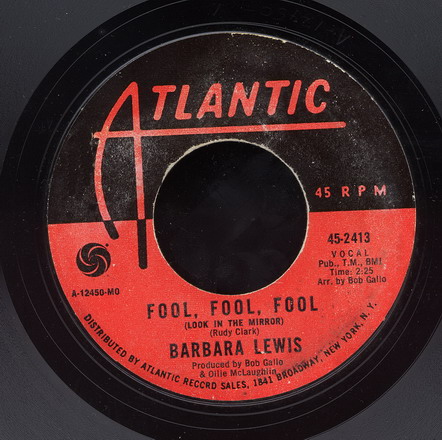 ATLANTIC
45 RPM
45-2413
VOCAL
Pub., T.M., BMI
Time: 2:25
Arr. by Bob Gallo
A-12450-MO
FOOL, FOOL, FOOL
(LOOK IN THE MIRROR)
(Rudy Clark)
BARBARA LEWIS
Produced by Bob Gallo
& Ollie McLaughlin
DISTRIBUTED BY ATLANTIC RECORD SALES, 1841 BROADWAY, NEW YORK, N. Y.